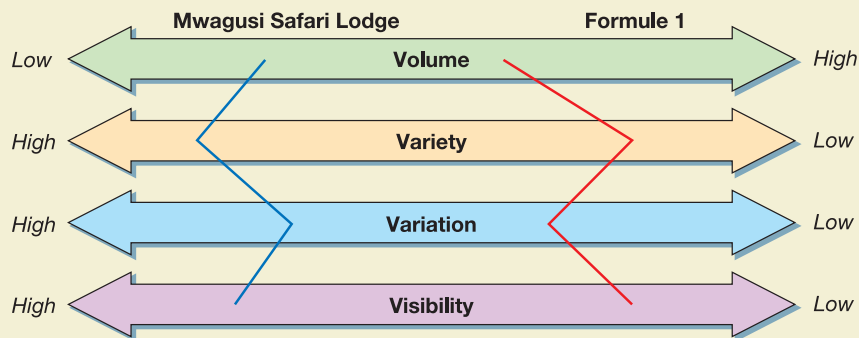 Mwagusi Safari Lodge Formule 1
Low Volume High
High Variety Low
High Variation Low
High Visibility Low